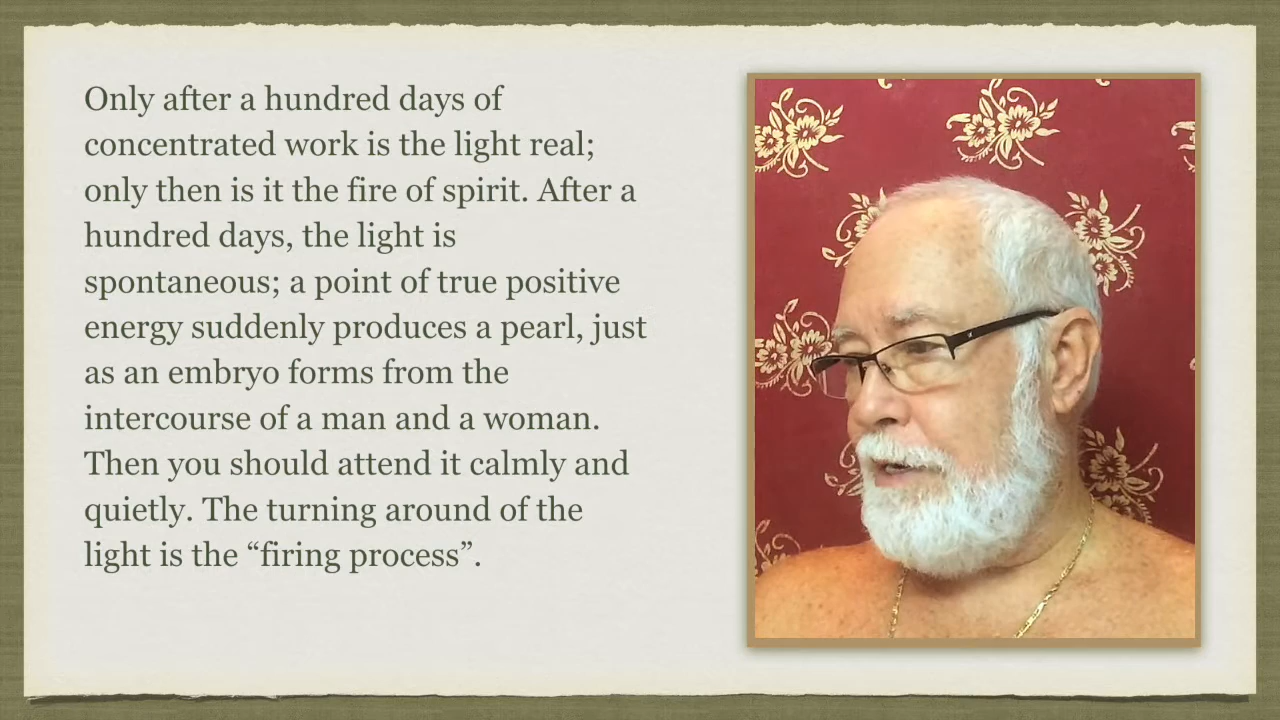 Only after a hundred days of
concentrated work is the light real;
only then is it the fire of spirit. After a
hundred days, the light is
spontaneous; a point of true positive
energy suddenly produces a pearl, just
as an embryo forms from the
intercourse of a man and a woman.
Then you should attend it calmly and
quietly. The turning around of the
light is the “firing process”.